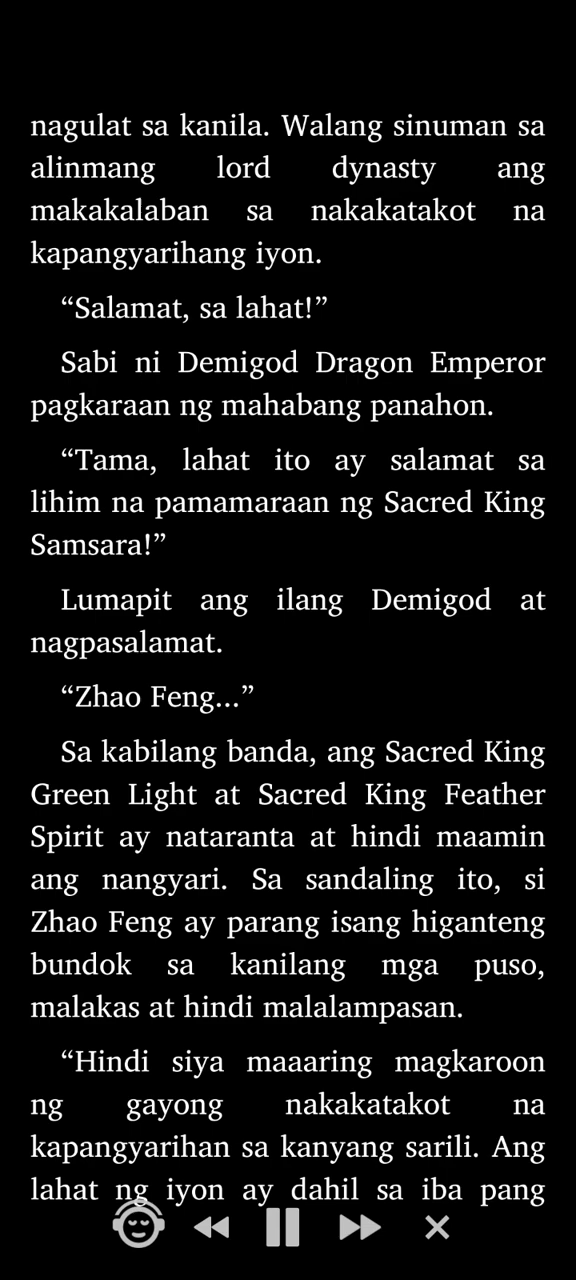 nagulat sa kanila. Walang sinuman sa
alinmang lord dynasty ang
makakalaban sa nakakatakot na
kapangyarihang iyon.
“Salamat, sa lahat!”
Sabi ni Demigod Dragon Emperor
pagkaraan ng mahabang panahon.
“Tama, lahat ito ay salamat sa
lihim na pamamaraan ng Sacred King
Samsara!”
Lumapit ang ilang Demigod at
nagpasalamat.
“Zhao Feng...”
Sa kabilang banda, ang Sacred King
Green Light at Sacred King Feather
Spirit ay nataranta at hindi maamin
ang nangyari. Sa sandaling ito, si
Zhao Feng ay parang isang higanteng
bundok sa kanilang mga puso,
malakas at hindi malalampasan.
“Hindi siya maaaring magkaroon
ng gayong nakakatakot na
kapangyarihan sa kanyang sarili. Ang
lahat ng iyon ay dahil sa iba pang